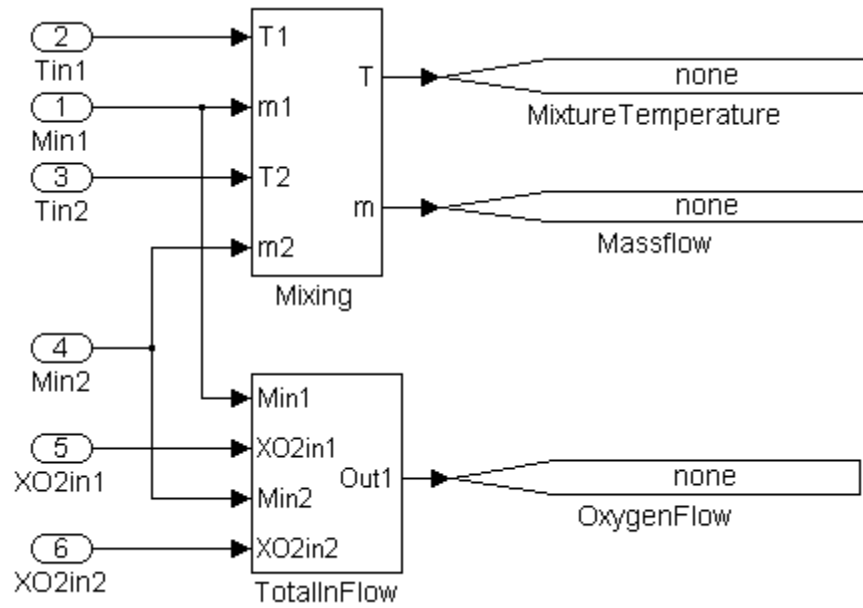 2
Tin1
1
Min1
3
Tin2
4
Min2
5
XO2in1
6
XO2in2
T1
m1
T2
m2
T
m
Mixing
none
MixtureTemperature
none
Massflow
Min1
XO2in1
Min2
XO2in2
Out1
TotalInFlow
none
OxygenFlow